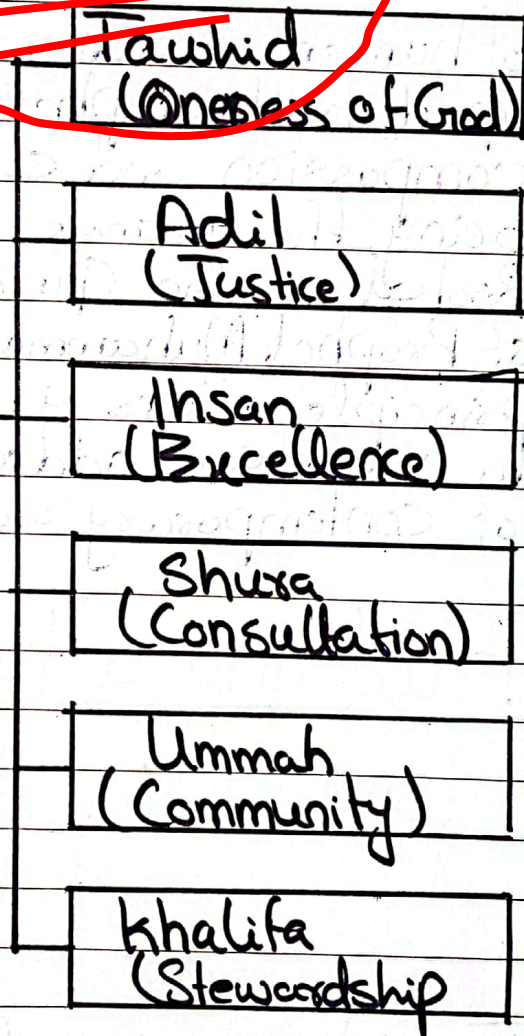 Tawhid
(Oneness of God)
Adil
(Justice)
Ihsan
(Excellence)
Shura
(Consultation)
Ummah
(Community)
Khalifa
(Stewardship